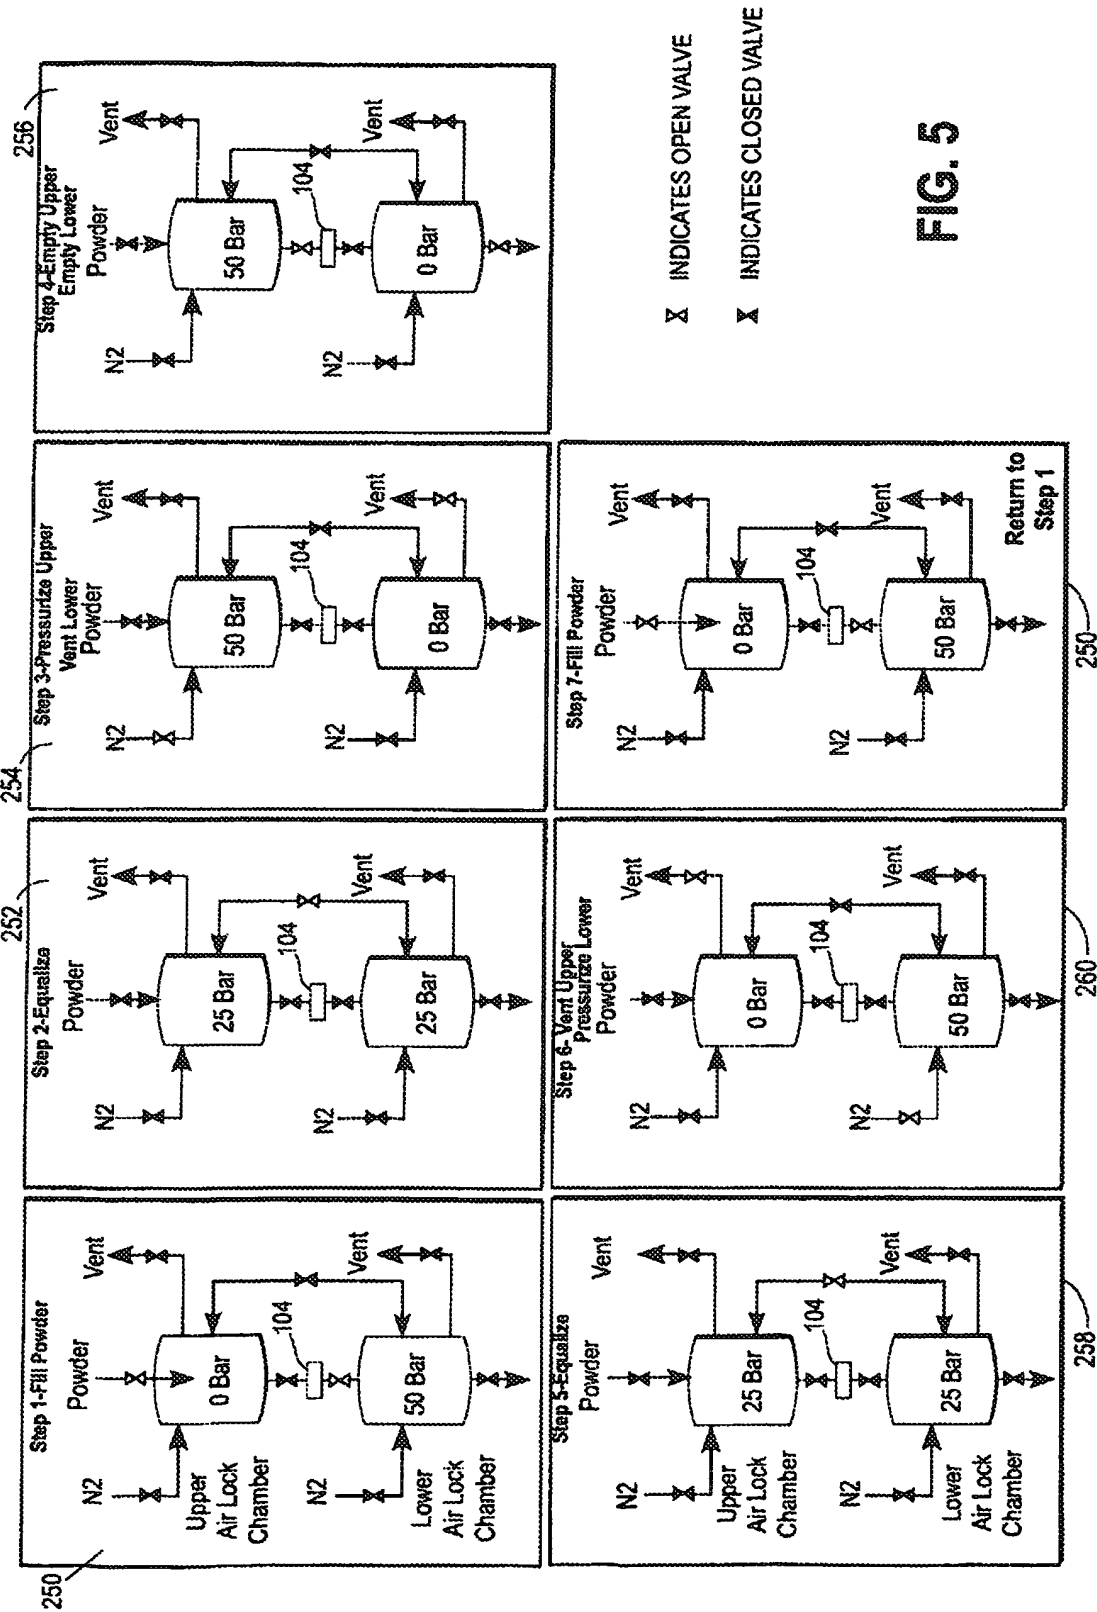 250
Step 1-Fill Powder
Powder
Vent
N2
0 Bar
Upper
Air Lock
Chamber
104
Vent
N2
50 Bar
Lower
Air Lock
Chamber
252
Step 2-Equalize
Powder
Vent
N2
25 Bar
104
Vent
N2
25 Bar
254
Step 3-Pressurize Upper
Vent Lower
Powder
Vent
N2
50 Bar
104
Vent
N2
0 Bar
256
Step 4-Empty Upper
Empty Lower
Powder
Vent
N2
50 Bar
104
Vent
N2
0 Bar
Step 5-Equalize
Powder
Vent
N2
25 Bar
Upper
Air Lock
Chamber
104
Vent
N2
25 Bar
Lower
Air Lock
Chamber
258
Step 6- Vent Upper
Pressurize Lower
Powder
Vent
N2
0 Bar
104
Vent
N2
50 Bar
260
Step 7-Fill Powder
Powder
Vent
N2
0 Bar
104
Vent
N2
50 Bar
Return to
Step 1
250
INDICATES OPEN VALVE
INDICATES CLOSED VALVE
FIG. 5